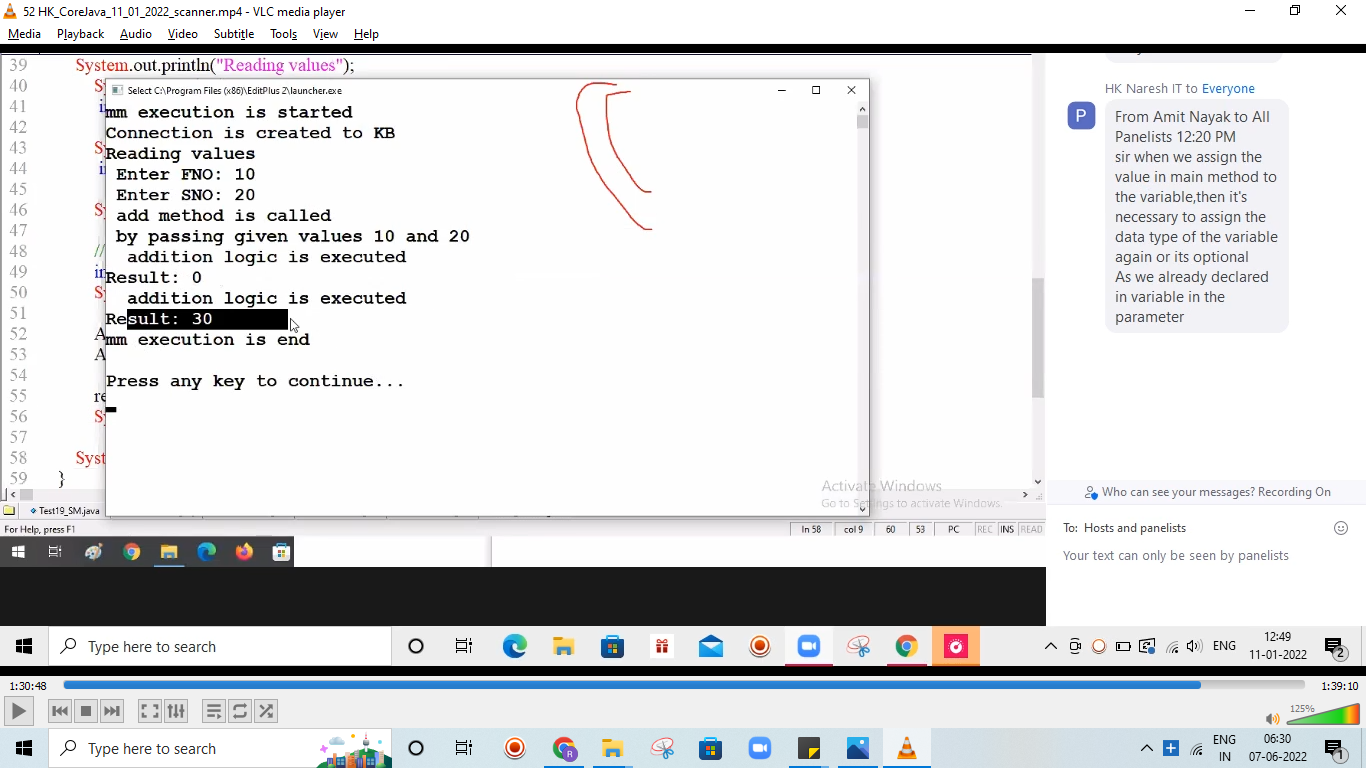 52 HK_CoreJava_11_01_2022_scanner.mp4 - VLC media player
Media Playback Audio Video Subtitle Tools View Help
39 System.out.println("Reading values");
40 S
41 i
42
43 S
44 i
45
46 S
47
48 //
49 in
50 S
51
52 A
53 A
54
55 re
56 S
57
58 Syst
59 }
Select C:\Program Files (x86)\EditPlus 2\launcher.exe
mm execution is started
Connection is created to KB
Reading values
Enter FNO: 10
Enter SNO: 20
add method is called
by passing given values 10 and 20
addition logic is executed
Result: 0
addition logic is executed
Result: 30
mm execution is end
Press any key to continue...
Activate Windows
Go to Settings to activate Windows.
Test19_SM.java
For Help, press F1
ln 58 col 9 60 53 PC REC INS READ
HK Naresh IT to Everyone
P
From Amit Nayak to All
Panelists 12:20 PM
sir when we assign the
value in main method to
the variable,then it's
necessary to assign the
data type of the variable
again or its optional
As we already declared
in variable in the
parameter
Who can see your messages? Recording On
To: Hosts and panelists
Your text can only be seen by panelists
Type here to search
ENG
12:49
11-01-2022
2
1:30:48
1:39:10
125%
Type here to search
R
ENG
IN
06:30
07-06-2022
1